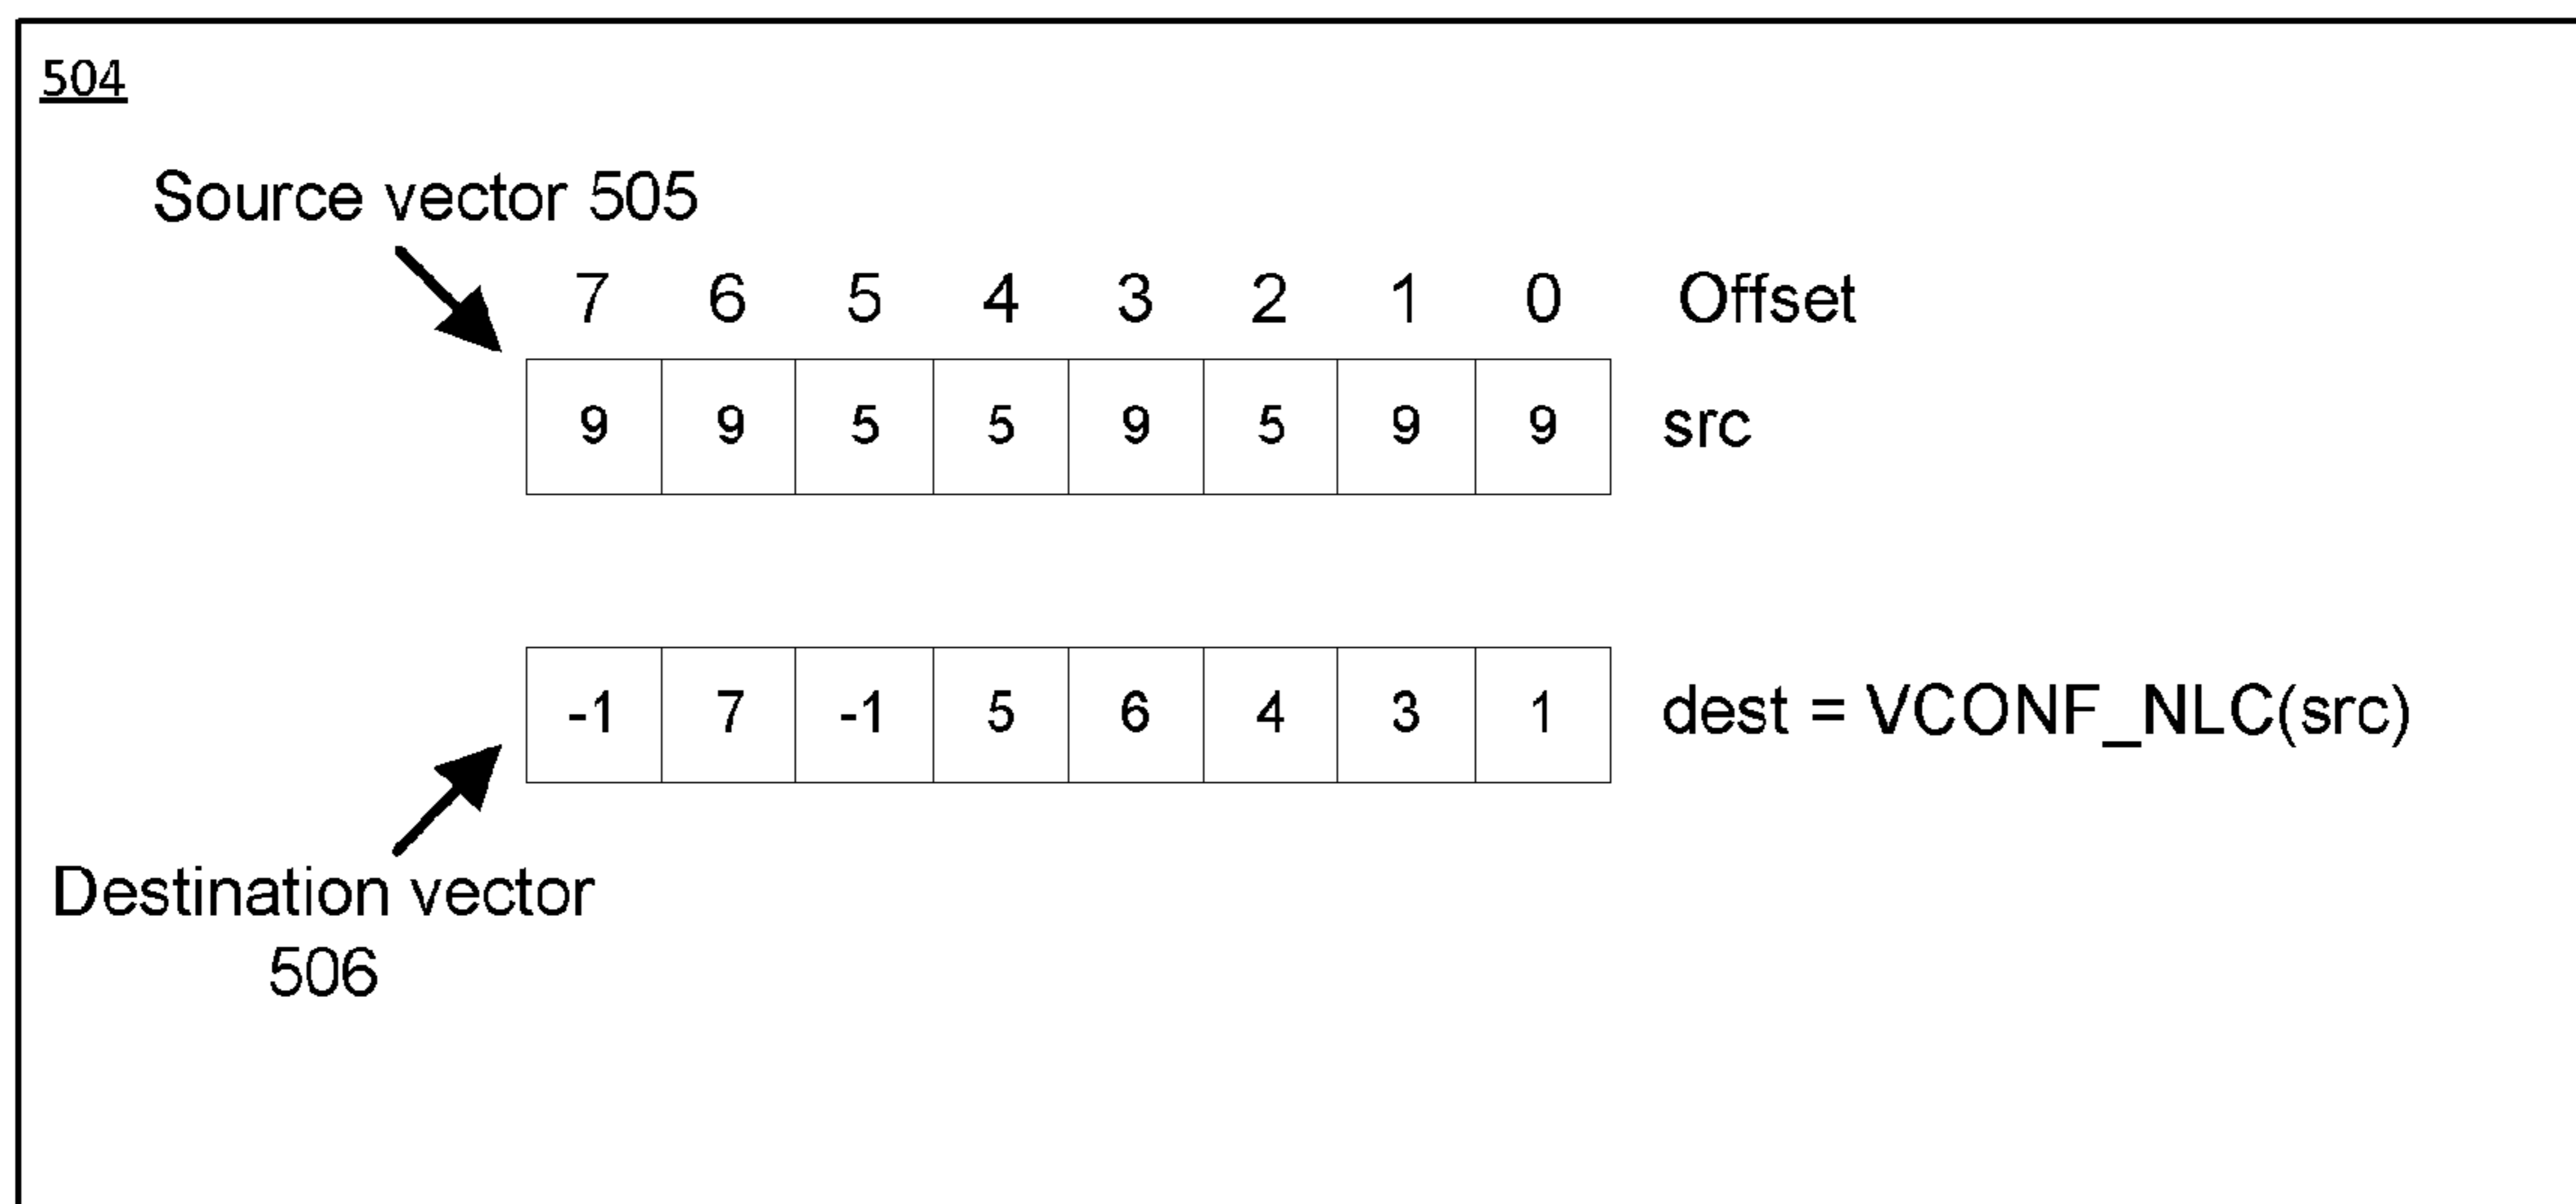 504
Source vector 505
7 6 5 4 3 2 1 0 Offset
9 9 5 5 9 5 9 9 src
-1 7 -1 5 6 4 3 1 dest = VCONF_NLC(src)
Destination vector
506